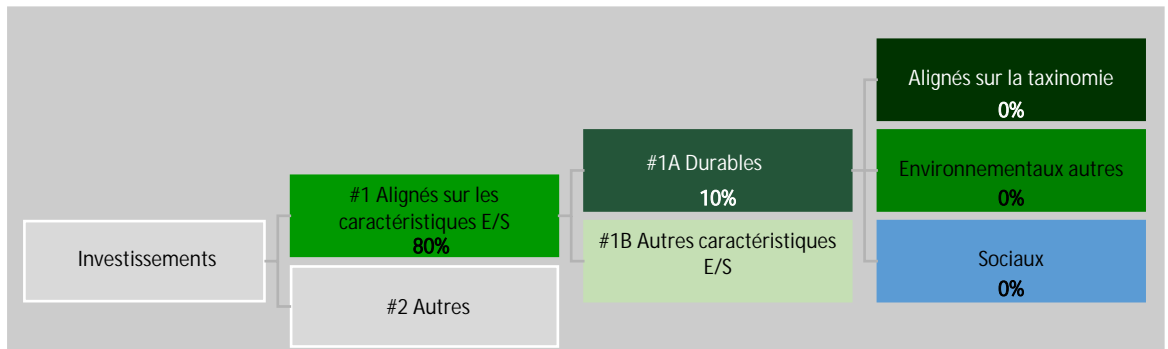 Investissements
#1 Alignés sur les
caractéristiques E/S
80%
#2 Autres
#1A Durables
10%
#1B Autres caractéristiques
E/S
Alignés sur la taxinomie
0%
Environnementaux autres
0%
Sociaux
0%